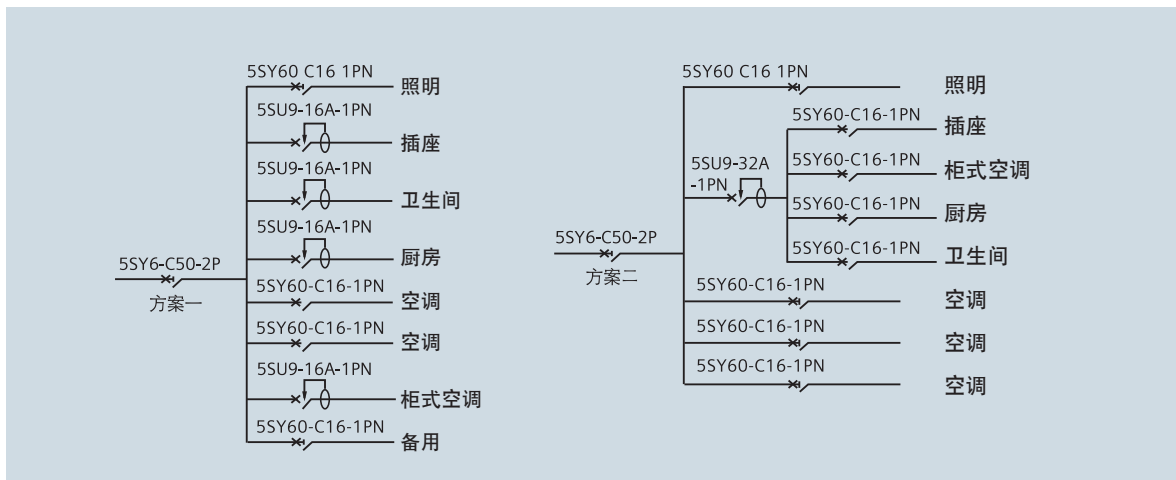 5SY60 C16 1PN
照明
5SU9-16A-1PN
插座
5SU9-16A-1PN
卫生间
5SU9-16A-1PN
厨房
5SY6-C50-2P
方案一
5SY60-C16-1PN
空调
5SY60-C16-1PN
空调
5SU9-16A-1PN
柜式空调
5SY60-C16-1PN
备用
5SY60 C16 1PN
照明
5SY60-C16-1PN
插座
5SU9-32A
-1PN
5SY60-C16-1PN
柜式空调
5SY60-C16-1PN
厨房
5SY60-C16-1PN
卫生间
5SY6-C50-2P
方案二
5SY60-C16-1PN
空调
5SY60-C16-1PN
空调
5SY60-C16-1PN
空调